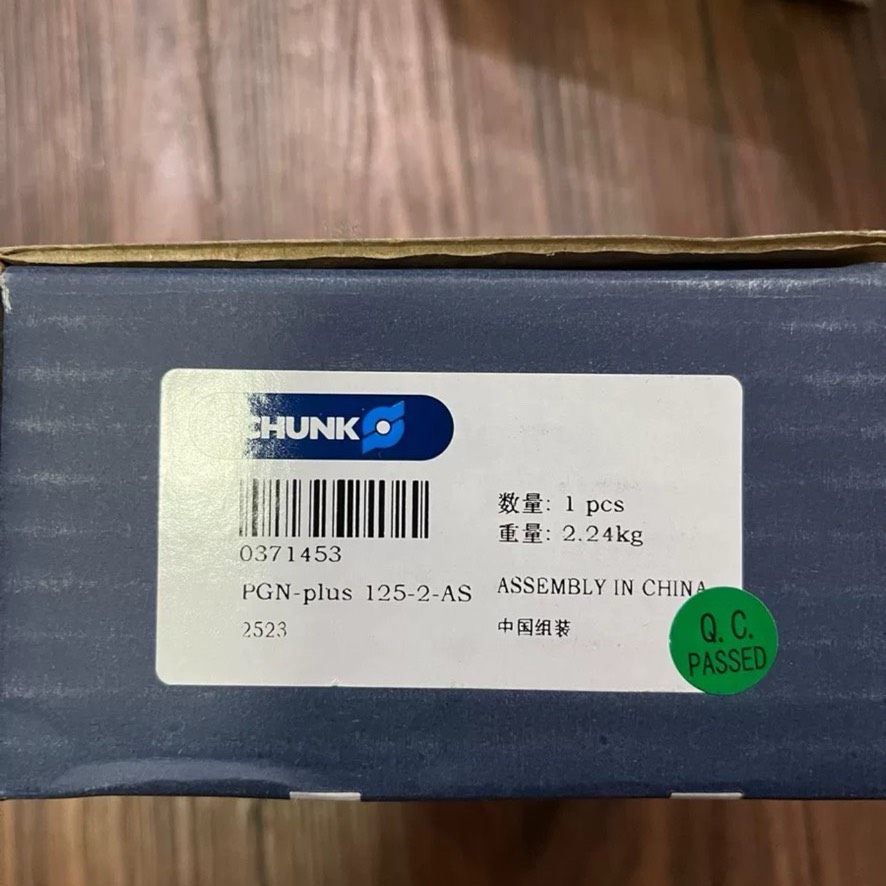 SCHUNK
0371453
PGN-plus 125-2-AS
2523
数量: 1 pcs
重量: 2.24kg
ASSEMBLY IN CHINA
中国组装
Q.C.
PASSED